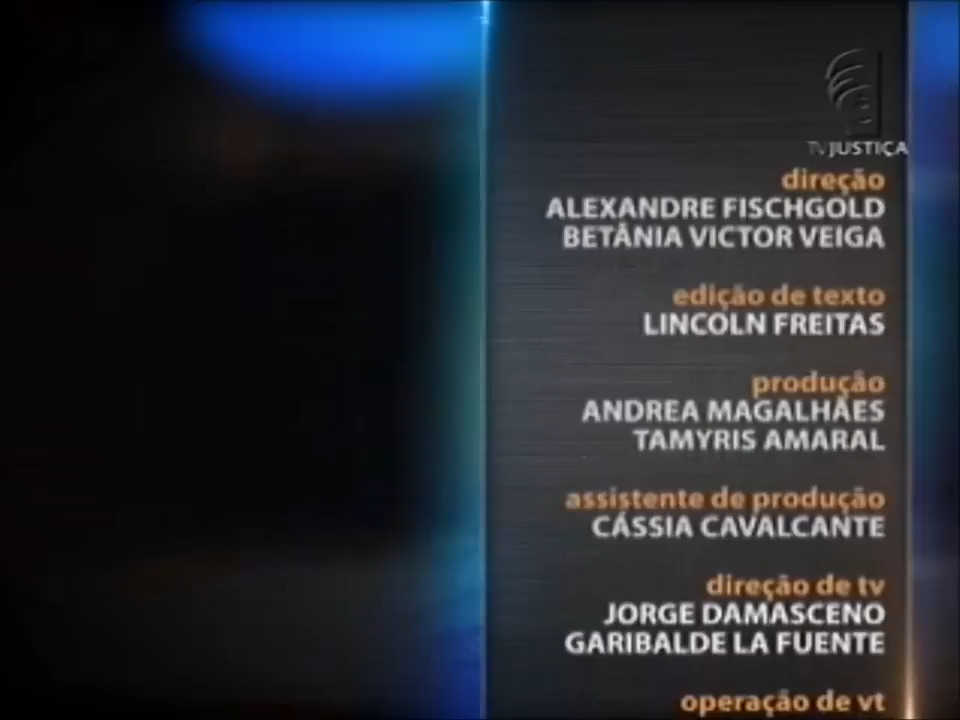 TV JUSTIÇA
direção
ALEXANDRE FISCHGOLD
BETÂNIA VICTOR VEIGA
edição de texto
LINCOLN FREITAS
produção
ANDREA MAGALHÃES
TAMYRIS AMARAL
assistente de produção
CÁSSIA CAVALCANTE
direção de tv
JORGE DAMASCENO
GARIBALDE LA FUENTE
operação de vt